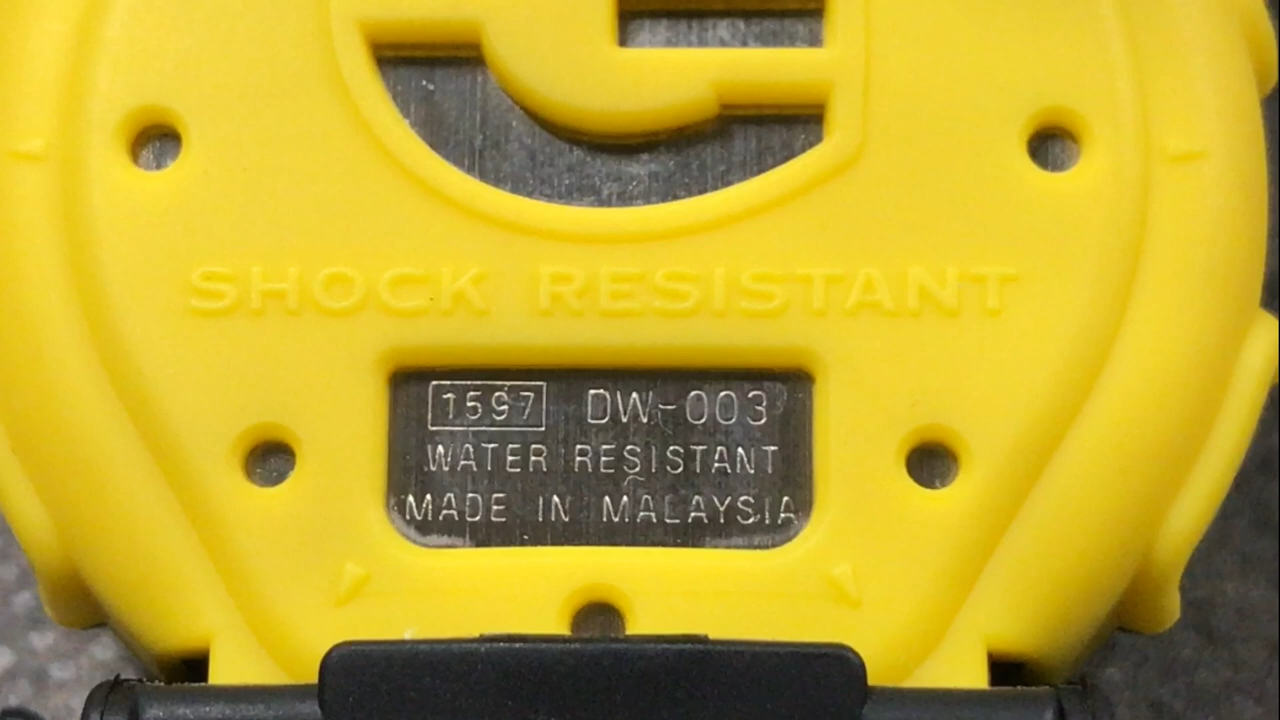 SHOCK RESISTANT
1597 DW-003
WATER RESISTANT
MADE IN MALAYSIA